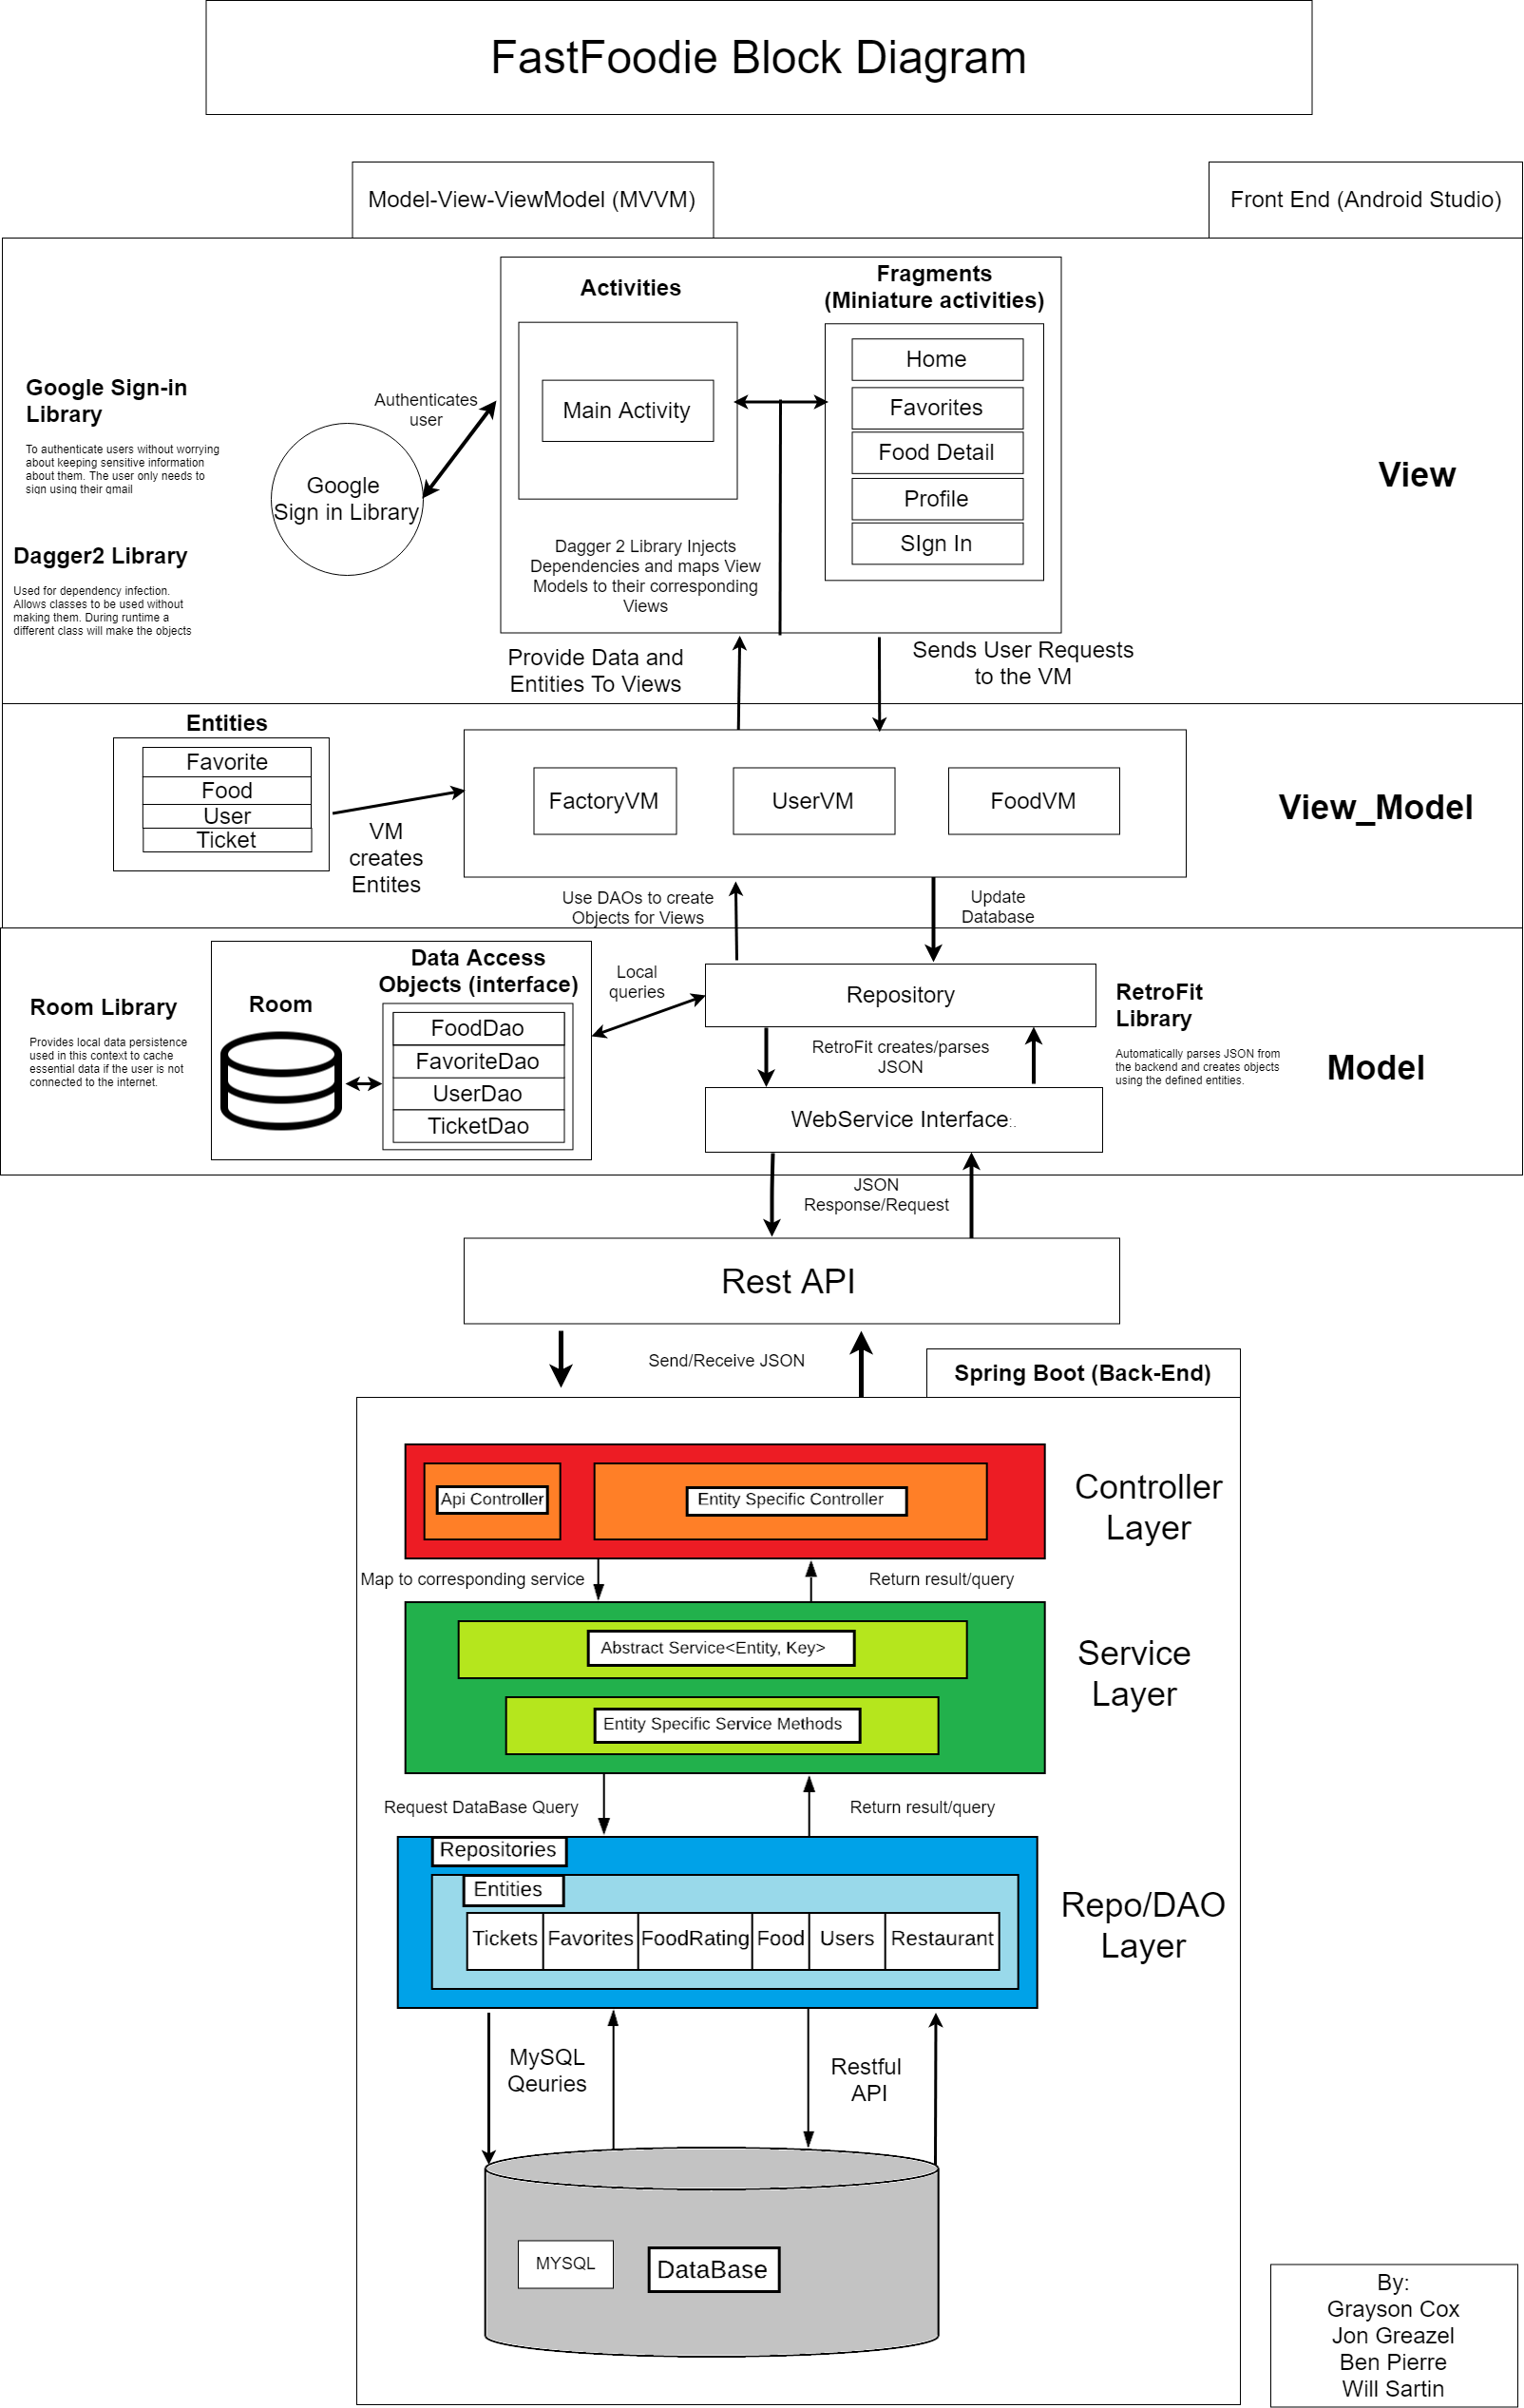 FastFoodie Block Diagram
Model-View-ViewModel (MVVM)
Front End (Android Studio)
Activities
Fragments
(Miniature activities)
Main Activity
Home
Favorites
Food Detail
Profile
SIgn In
Google Sign-in
Library
To authenticate users without worrying
about keeping sensitive information
about them. The user only needs to
sign using their gmail
Authenticates
user
Google
Sign in Library
View
Dagger2 Library
Used for dependency infection.
Allows classes to be used without
making them. During runtime a
different class will make the objects
Dagger 2 Library Injects
Dependencies and maps View
Models to their corresponding
Views
Provide Data and
Entities To Views
Sends User Requests
to the VM
Entities
Favorite
Food
User
Ticket
VM
creates
Entites
FactoryVM
UserVM
FoodVM
View_Model
Use DAOs to create
Objects for Views
Update
Database
Room Library
Provides local data persistence
used in this context to cache
essential data if the user is not
connected to the internet.
Room
Data Access
Objects (interface)
FoodDao
FavoriteDao
UserDao
TicketDao
Local
queries
Repository
RetroFit creates/parses
JSON
WebService Interface:.
RetroFit
Library
Automatically parses JSON from
the backend and creates objects
using the defined entities.
Model
JSON
Response/Request
Rest API
Send/Receive JSON
Spring Boot (Back-End)
Api Controller
Entity Specific Controller
Controller
Layer
Map to corresponding service
Return result/query
Abstract Service<Entity, Key>
Entity Specific Service Methods
Service
Layer
Request DataBase Query
Return result/query
Repositories
Entities
Tickets
Favorites
FoodRating
Food
Users
Restaurant
Repo/DAO
Layer
MySQL
Qeuries
Restful
API
MYSQL
DataBase
By:
Grayson Cox
Jon Greazel
Ben Pierre
Will Sartin